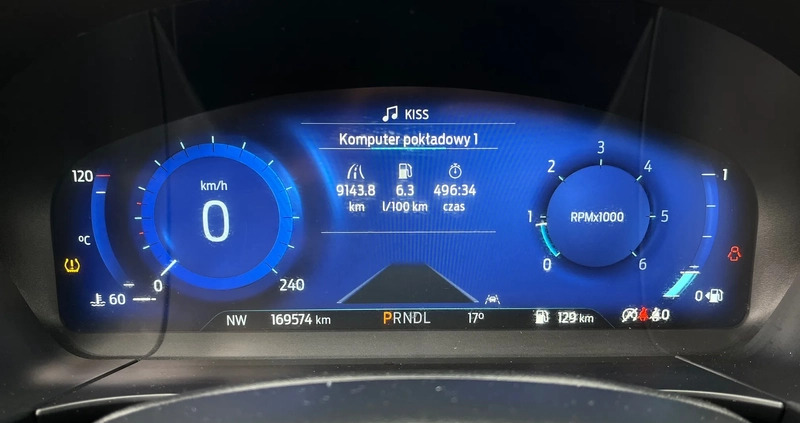 KISS
Komputer pokładowy 1
9143.8 6.3 496:34
km l/100 km czas
120
°C
60
km/h
0
0 240
RPMx1000
0 1 2 3 4 5 6
1
0
NW 169574 km PRNDL 17° 129 km